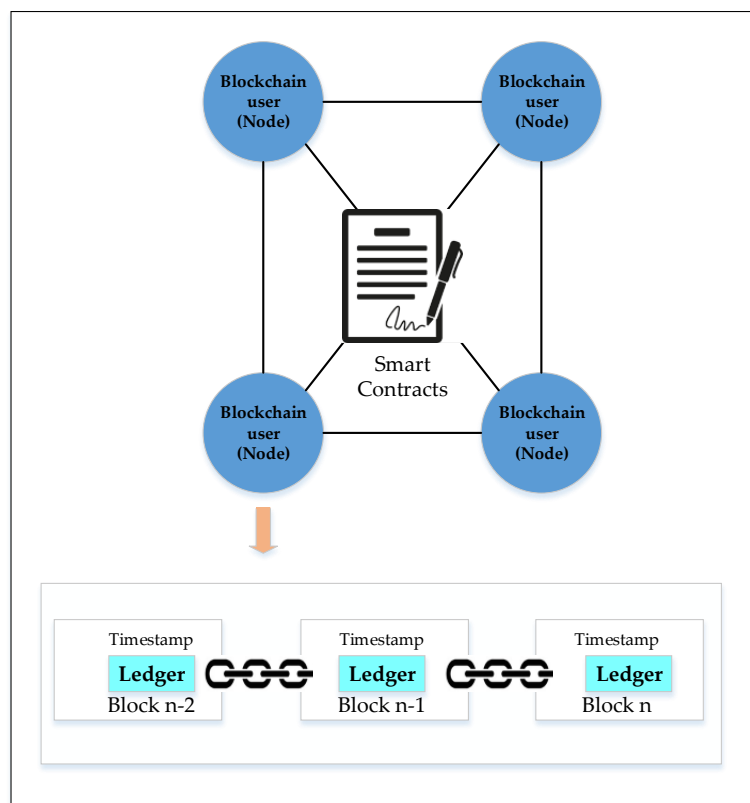 Blockchain
user
(Node)
Blockchain
user
(Node)
Smart
Contracts
Blockchain
user
(Node)
Blockchain
user
(Node)
Timestamp
Ledger
Block n-2
Timestamp
Ledger
Block n-1
Timestamp
Ledger
Block n